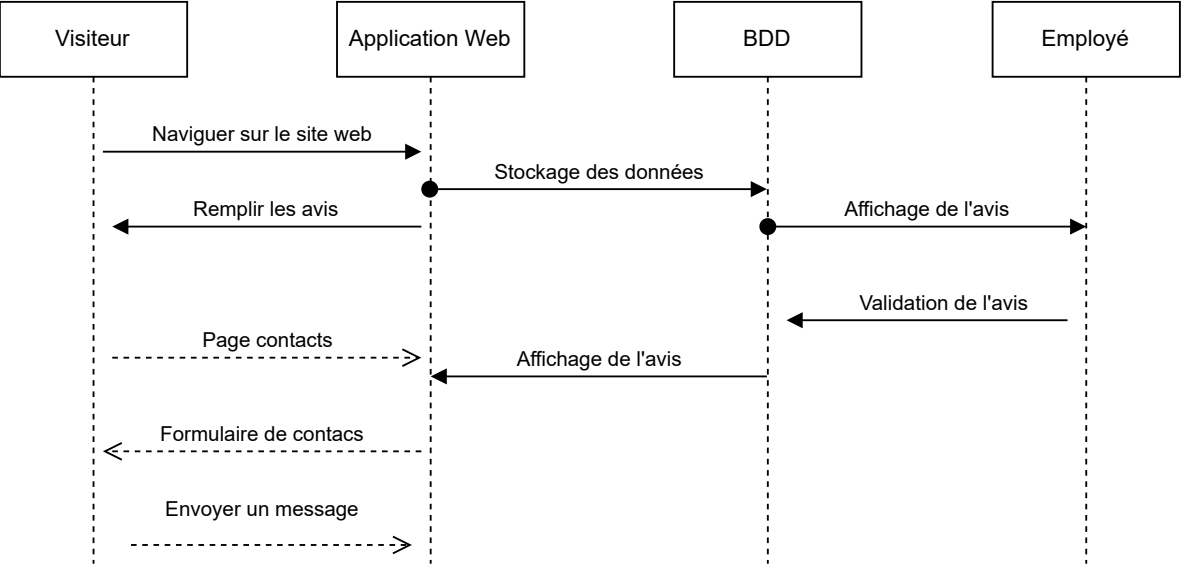 Visiteur
Application Web
BDD
Employé
Naviguer sur le site web
Stockage des données
Remplir les avis
Affichage de l'avis
Validation de l'avis
Page contacts
Affichage de l'avis
Formulaire de contacs
Envoyer un message